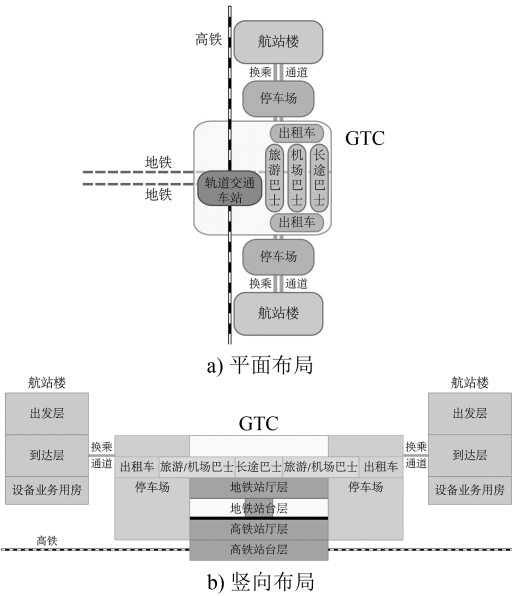 高铁
航站楼
换乘 通道
停车场
出租车
GTC
旅游巴士
机场巴士
长途巴士
地铁
地铁
轨道交通
车站
出租车
停车场
换乘 通道
航站楼
a) 平面布局
航站楼
航站楼
出发层
GTC
出发层
到达层
换乘
通道
出租车
旅游/机场巴士
长途巴士
旅游/机场巴士
出租车
换乘
通道
到达层
设备业务用房
停车场
地铁站厅层
停车场
设备业务用房
地铁站台层
高铁站厅层
高铁
高铁站台层
b) 竖向布局